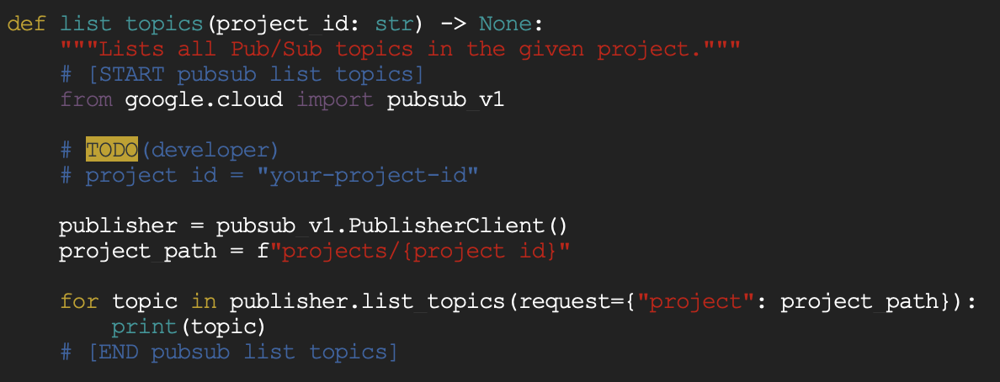 def list_topics(project_id: str) -> None:
    """Lists all Pub/Sub topics in the given project."""
    # [START pubsub_list_topics]
    from google.cloud import pubsub_v1

    # TODO(developer)
    # project_id = "your-project-id"

    publisher = pubsub_v1.PublisherClient()
    project_path = f"projects/{project_id}"

    for topic in publisher.list_topics(request={"project": project_path}):
        print(topic)
    # [END pubsub_list_topics]